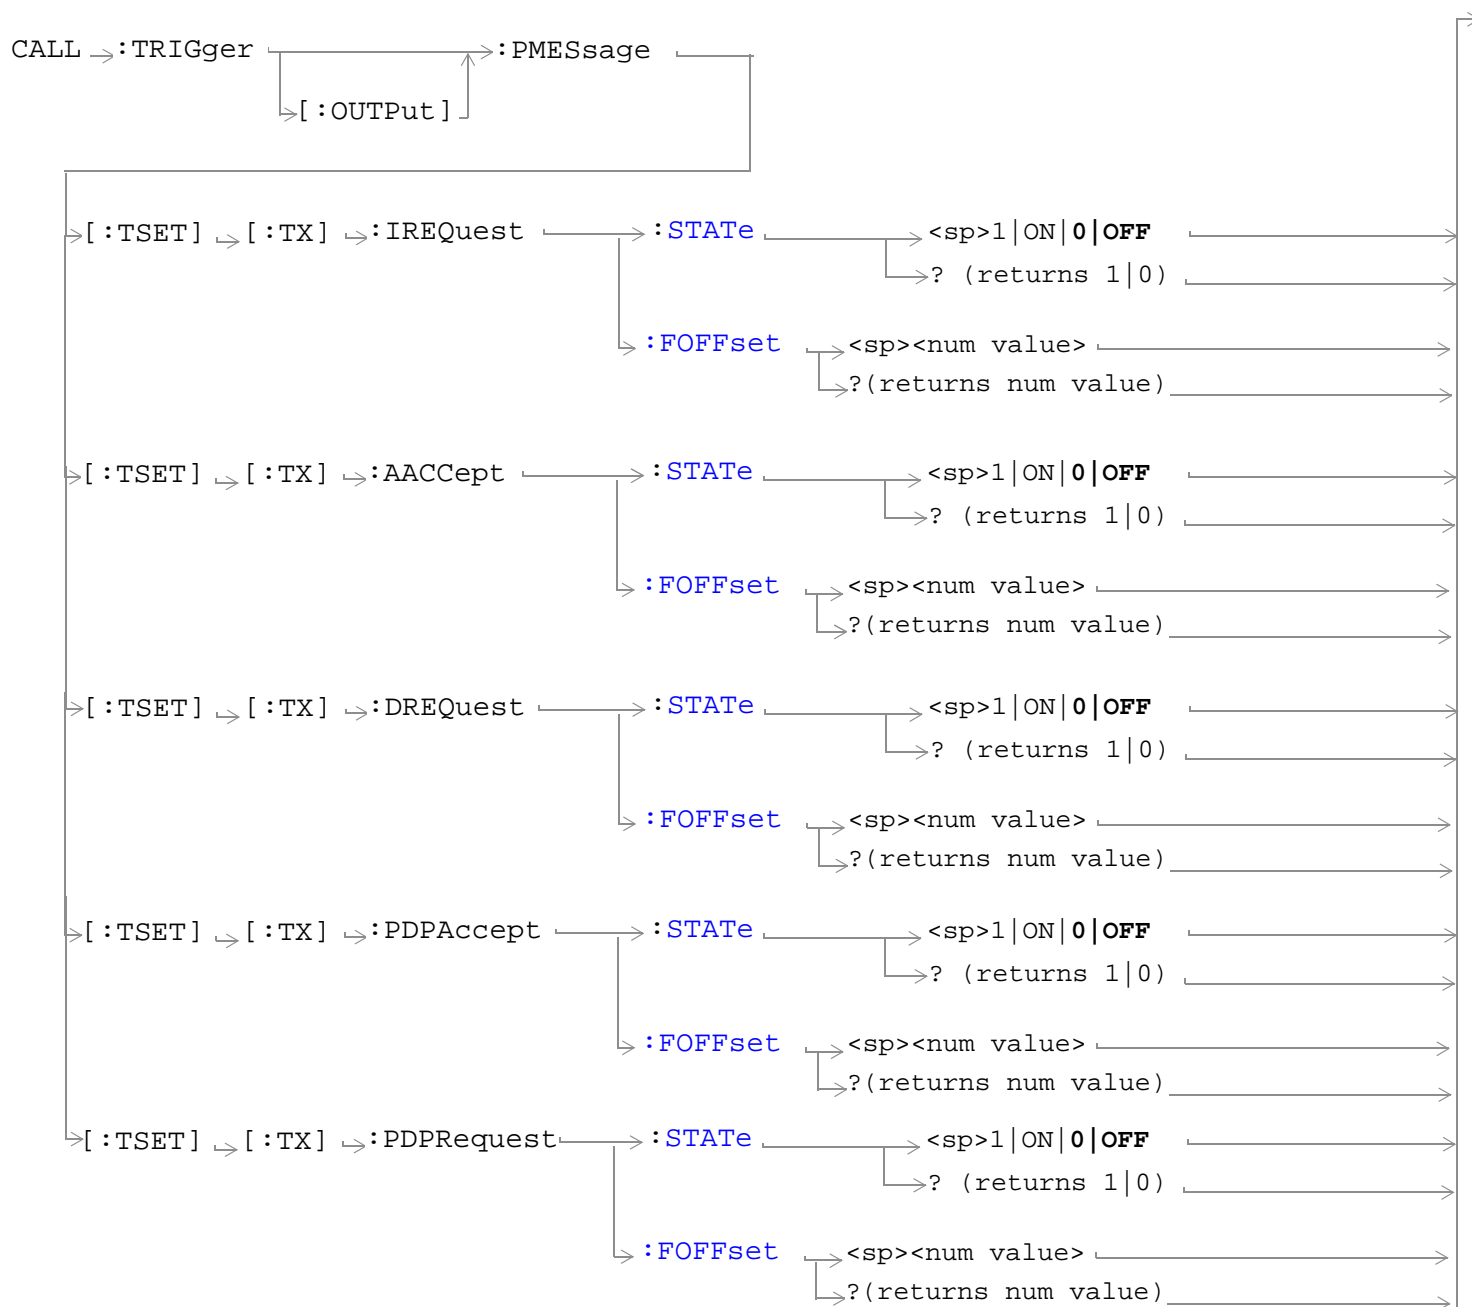 CALL :TRIGger :PMESsage
[:OUTPut]
[:TSET] [:TX] :IREQuest :STATe <sp>1|ON|0|OFF
? (returns 1|0)
:FOFFset <sp><num value>
?(returns num value)
[:TSET] [:TX] :AACCept :STATe <sp>1|ON|0|OFF
? (returns 1|0)
:FOFFset <sp><num value>
?(returns num value)
[:TSET] [:TX] :DREQuest :STATe <sp>1|ON|0|OFF
? (returns 1|0)
:FOFFset <sp><num value>
?(returns num value)
[:TSET] [:TX] :PDPAccept :STATe <sp>1|ON|0|OFF
? (returns 1|0)
:FOFFset <sp><num value>
?(returns num value)
[:TSET] [:TX] :PDPRequest :STATe <sp>1|ON|0|OFF
? (returns 1|0)
:FOFFset <sp><num value>
?(returns num value)